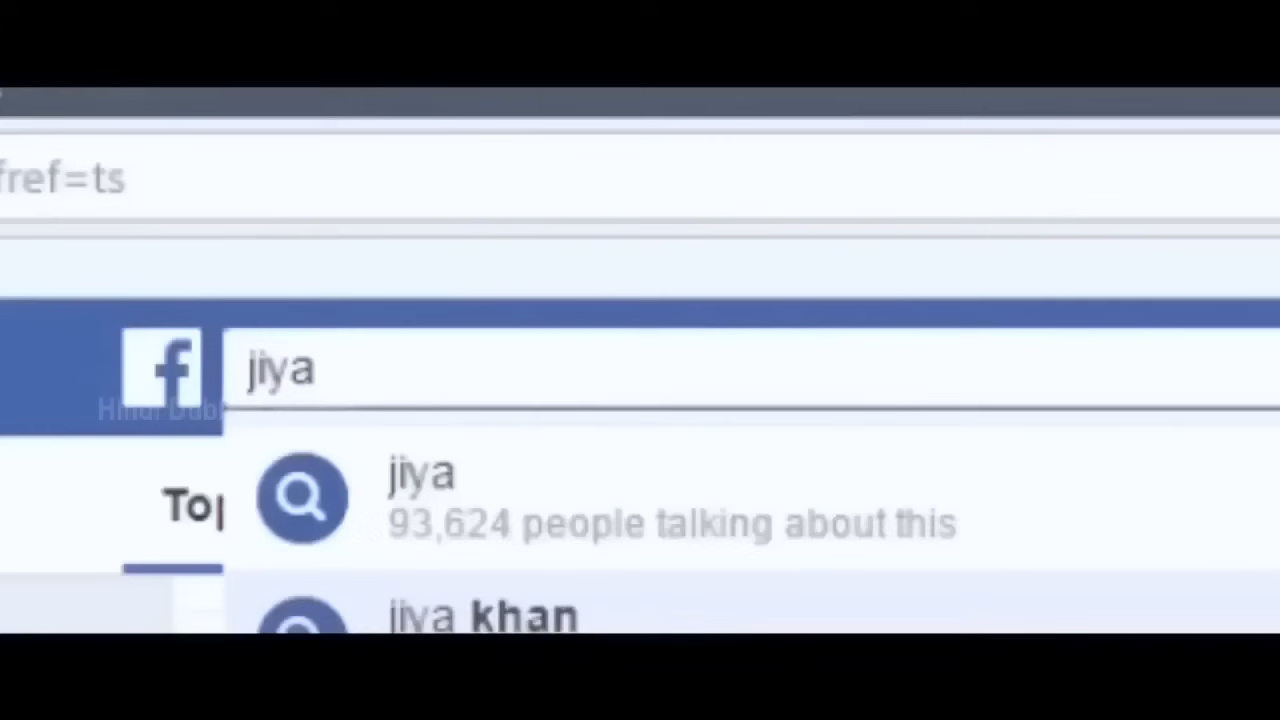 fref=ts
f
jiya
jiya
Top
93,624 people talking about this
jiya khan